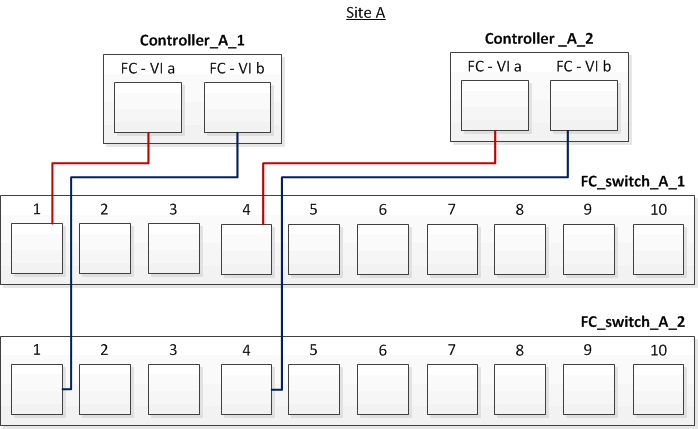 Site A
Controller_A_1
Controller _A_2
FC - VI a FC - VI b
FC - VI a FC - VI b
FC_switch_A_1
1 2 3 4 5 6 7 8 9 10
FC_switch_A_2
1 2 3 4 5 6 7 8 9 10